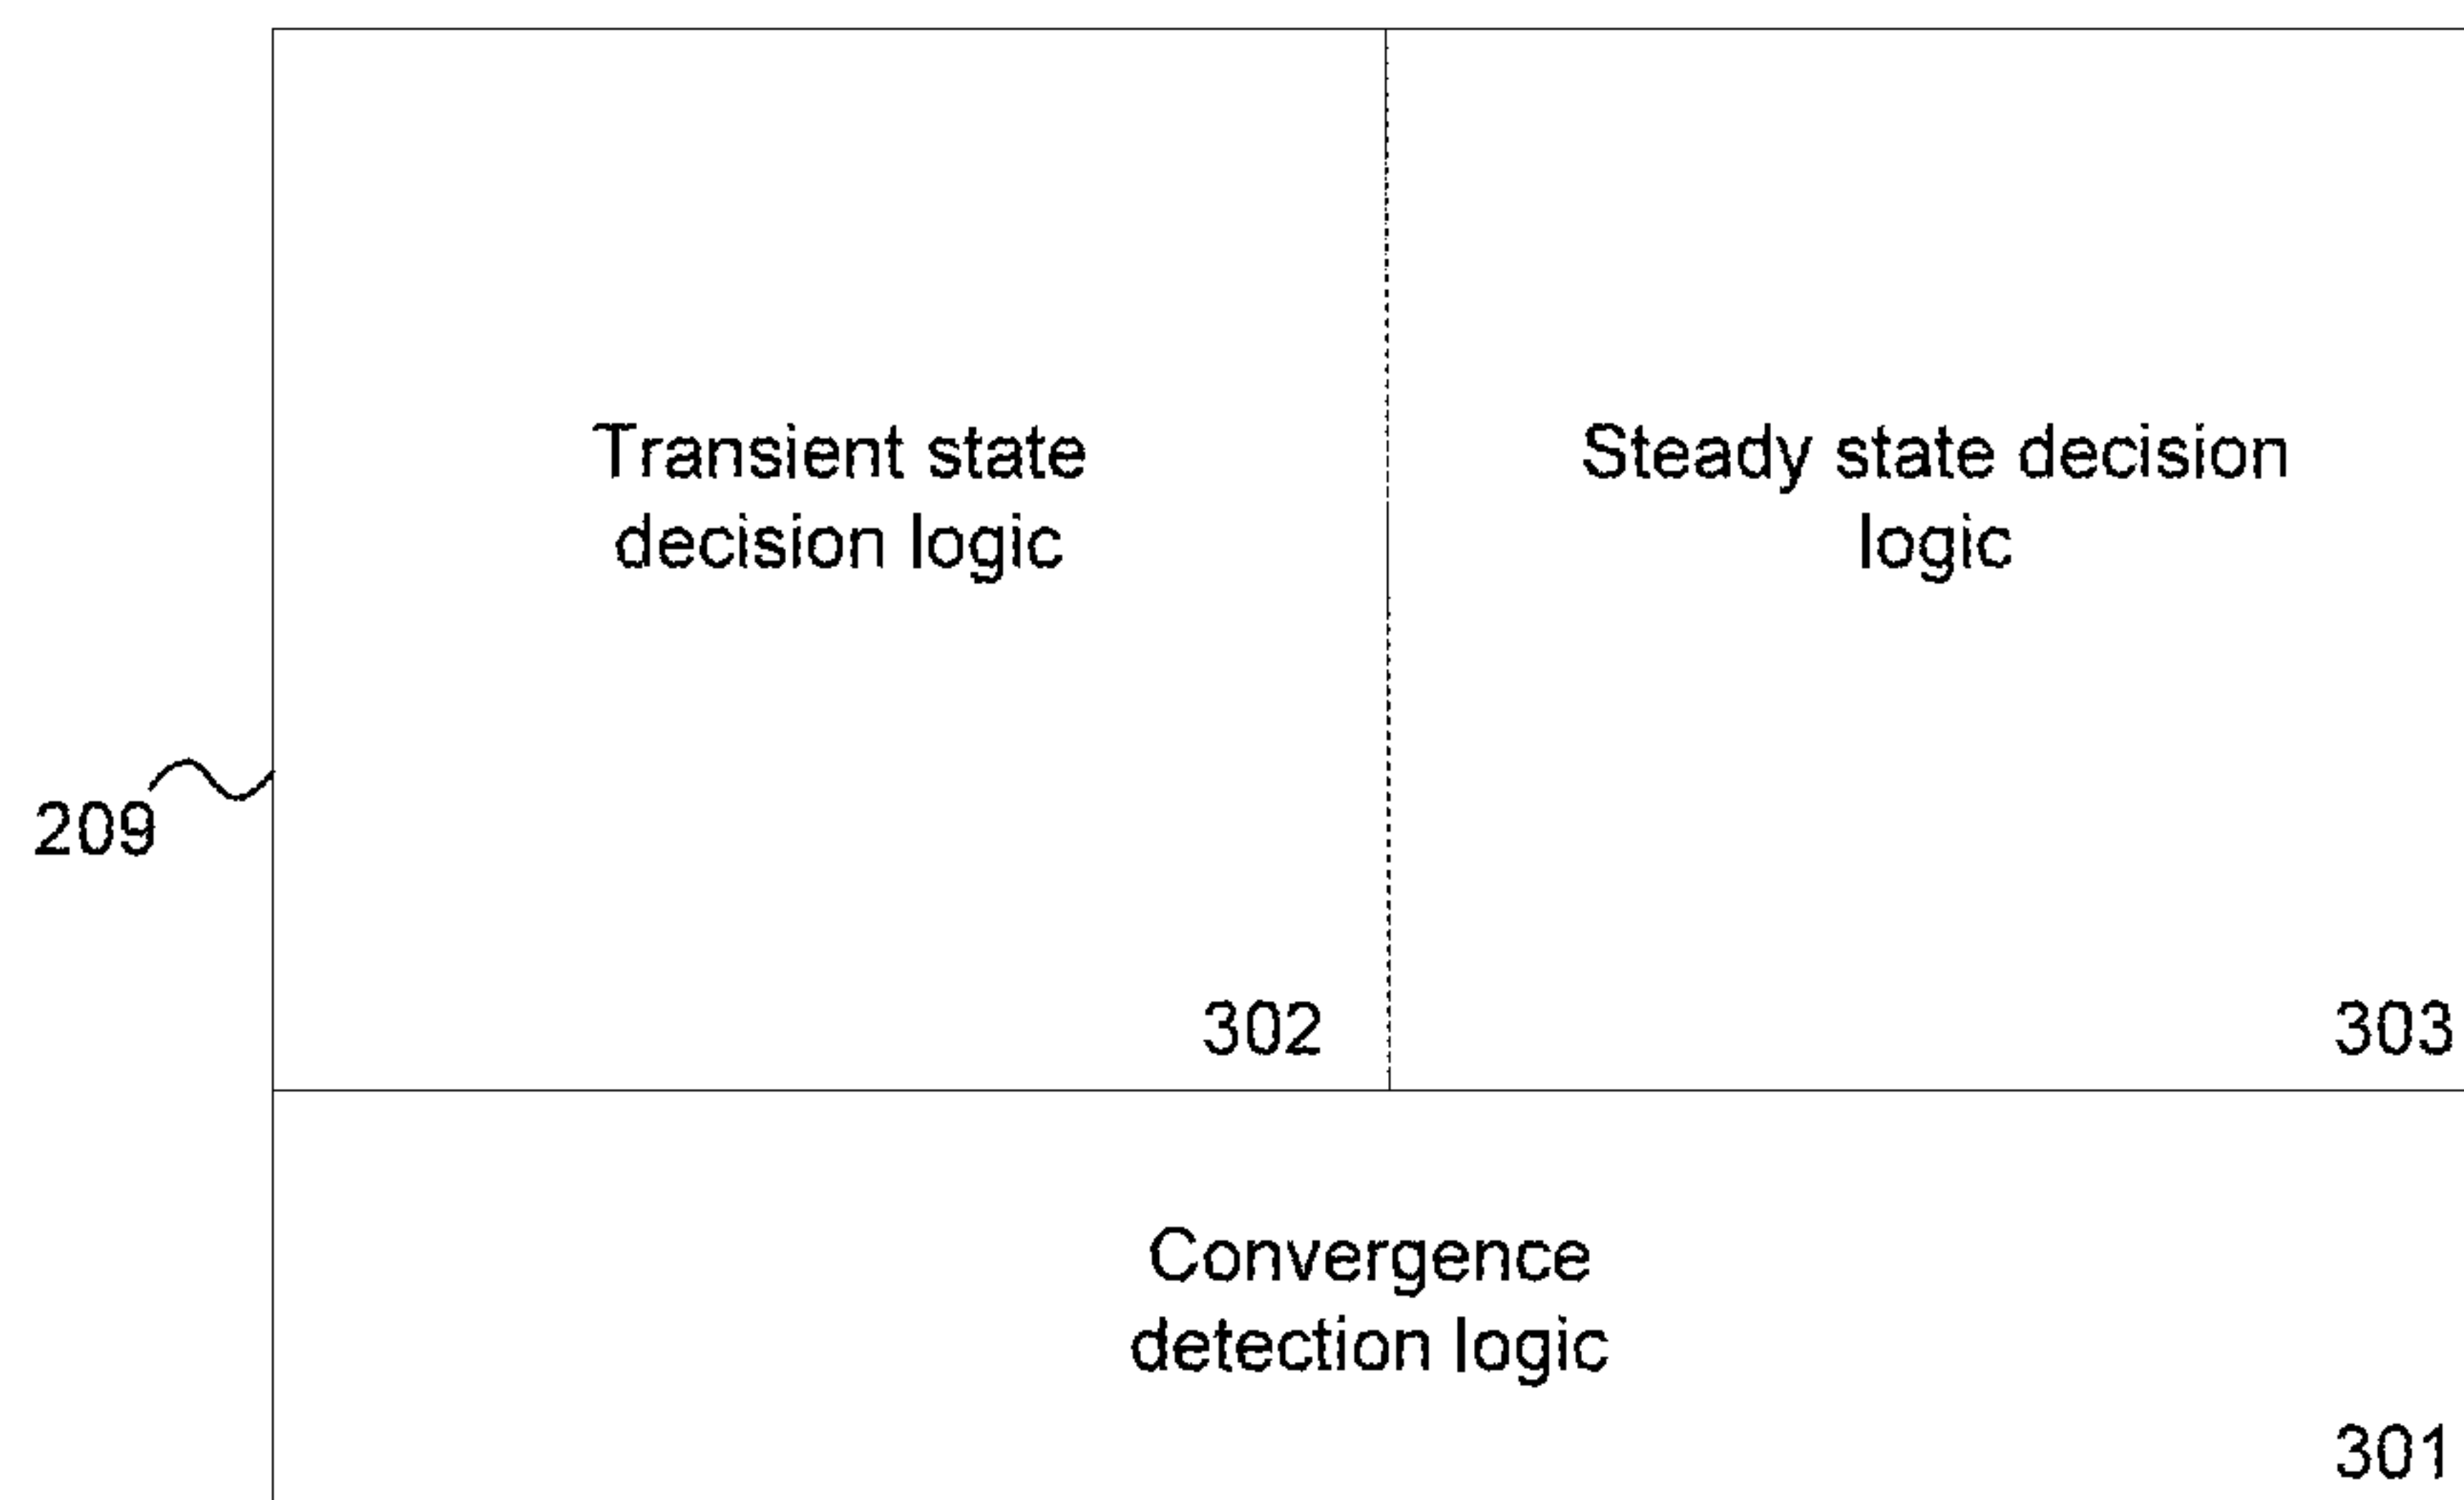 Transient state
decision logic
302
Steady state decision
logic
303
209
Convergence
detection logic
301